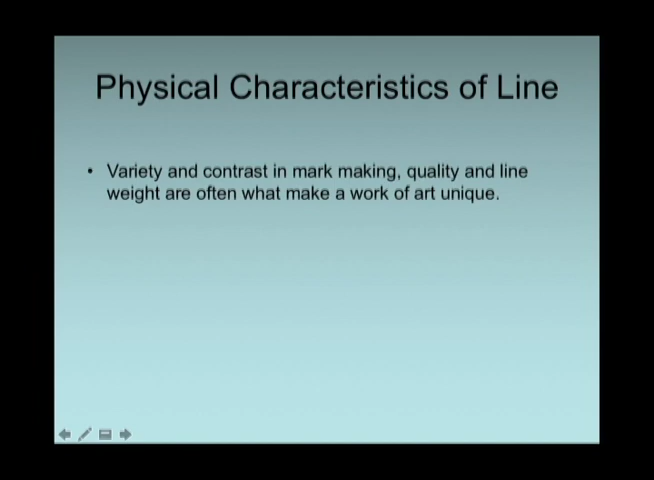 Physical Characteristics of Line
• Variety and contrast in mark making, quality and line
weight are often what make a work of art unique.